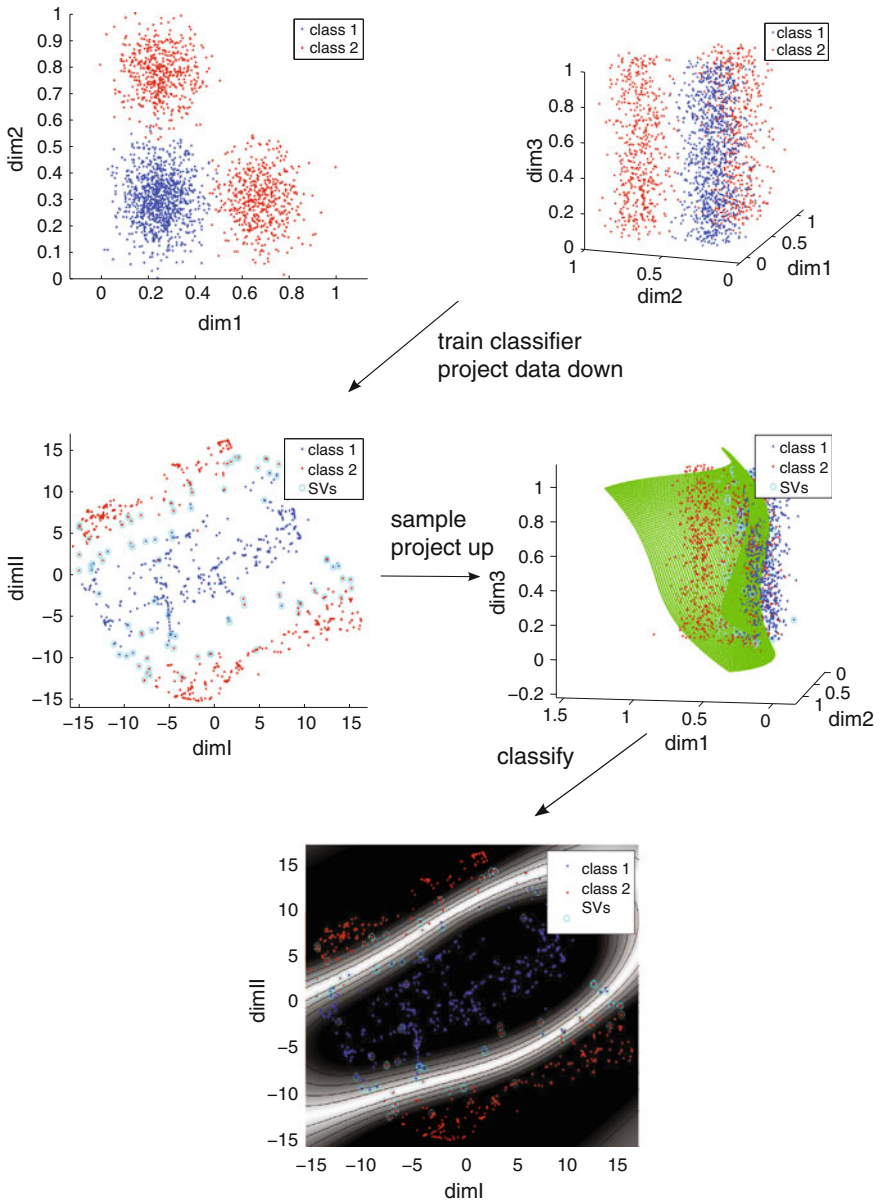 1
0.9
0.8
0.7
0.6
0.5
0.4
0.3
0.2
0.1
0
dim2
0 0.2 0.4 0.6 0.8 1
dim1
class 1
class 2
class 1
class 2
1
0.8
0.6
0.4
0.2
0
dim3
1 0.5 0
dim2
0 0.5 1
dim1
train classifier
project data down
15
10
5
0
−5
−10
−15
dimII
−15 −10 −5 0 5 10 15
dimI
class 1
class 2
SVs
sample
project up
class 1
class 2
SVs
1
0.8
0.6
0.4
0.2
0
−0.2
dim3
1.5 1 0.5 0
dim1
0
0.5
1
dim2
classify
15
10
5
0
−5
−10
−15
dimII
−15 −10 −5 0 5 10 15
dimI
class 1
class 2
SVs